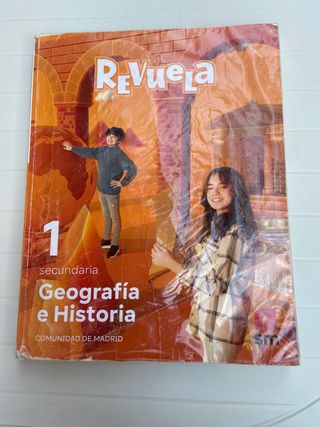 REVUELA
1
secundaria
Geografía
e Historia
COMUNIDAD DE MADRID
sm